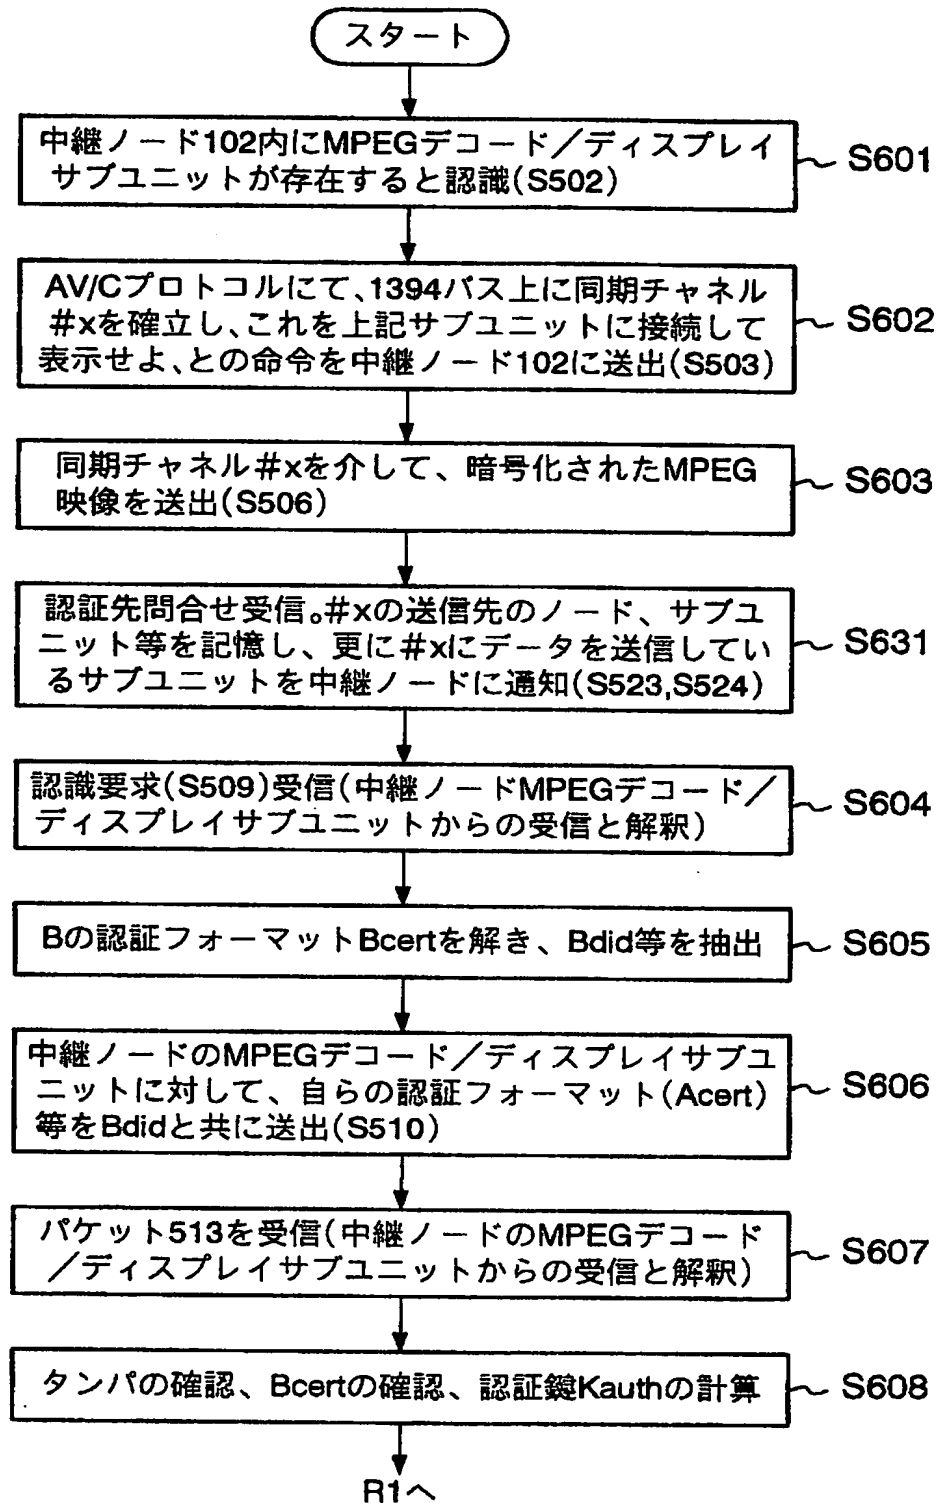 スタート
中継ノード102内にMPEGデコード／ディスプレイ
サブユニットが存在すると認識(S502)
S601
AV/Cプロトコルにて、1394バス上に同期チャネル
#xを確立し、これを上記サブユニットに接続して
表示せよ、との命令を中継ノード102に送出(S503)
S602
同期チャネル#xを介して、暗号化されたMPEG
映像を送出(S506)
S603
認証先問合せ受信。#xの送信先のノード、サブユ
ニット等を記憶し、更に#xにデータを送信してい
るサブユニットを中継ノードに通知(S523,S524)
S631
認識要求(S509)受信(中継ノードMPEGデコード／
ディスプレイサブユニットからの受信と解釈)
S604
Bの認証フォーマットBcertを解き、Bdid等を抽出
S605
中継ノードのMPEGデコード／ディスプレイサブユ
ニットに対して、自らの認証フォーマット(Acert)
等をBdidと共に送出(S510)
S606
パケット513を受信(中継ノードのMPEGデコード
／ディスプレイサブユニットからの受信と解釈)
S607
タンパの確認、Bcertの確認、認証鍵Kauthの計算
S608
R1へ